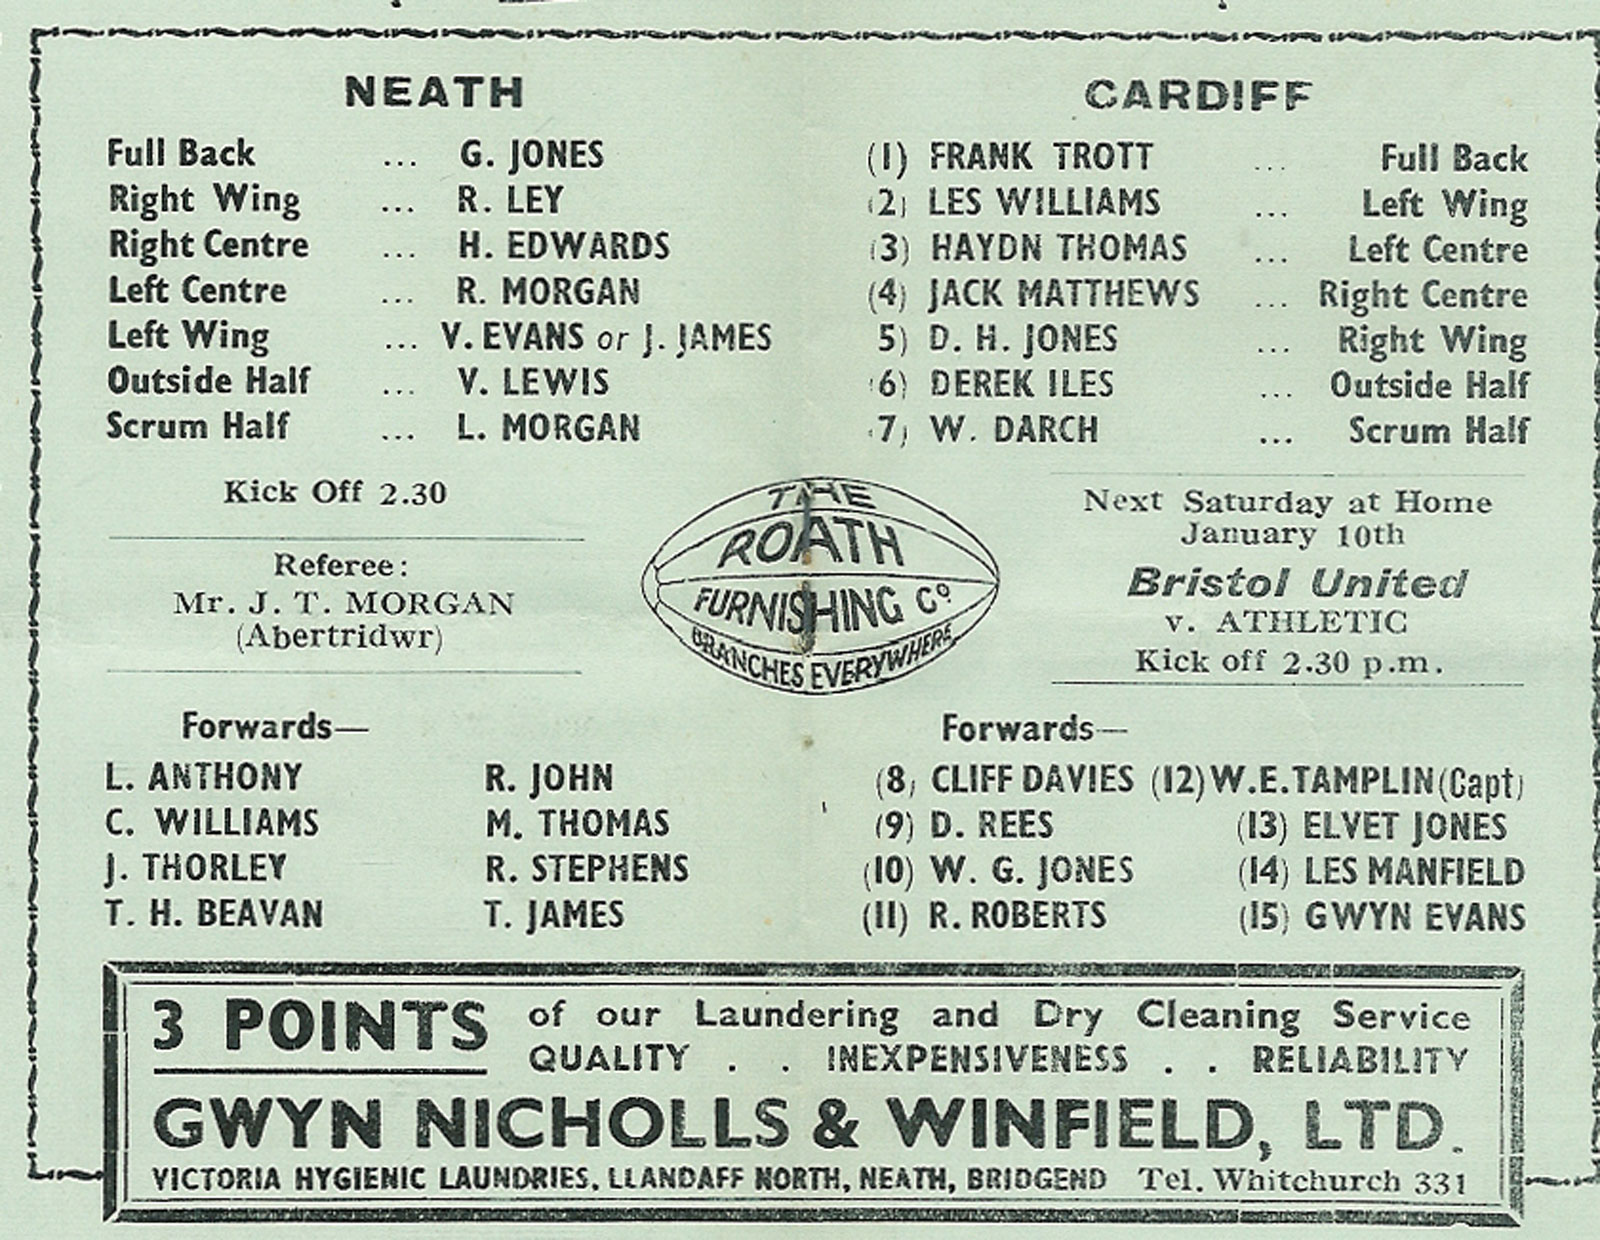 NEATH
Full Back ... G. JONES
Right Wing ... R. LEY
Right Centre ... H. EDWARDS
Left Centre ... R. MORGAN
Left Wing ... V. EVANS or J. JAMES
Outside Half ... V. LEWIS
Scrum Half ... L. MORGAN
Kick Off 2.30
Referee:
Mr. J. T. MORGAN
(Abertridwr)
Forwards—
L. ANTHONY R. JOHN
C. WILLIAMS M. THOMAS
J. THORLEY R. STEPHENS
T. H. BEAVAN T. JAMES
THE
ROATH
FURNISHING Co.
BRANCHES EVERYWHERE
CARDIFF
(1) FRANK TROTT ... Full Back
(2) LES WILLIAMS ... Left Wing
(3) HAYDN THOMAS ... Left Centre
(4) JACK MATTHEWS ... Right Centre
5) D. H. JONES ... Right Wing
(6) DEREK ILES ... Outside Half
(7) W. DARCH ... Scrum Half
Next Saturday at Home
January 10th
Bristol United
v. ATHLETIC
Kick off 2.30 p.m.
Forwards—
(8) CLIFF DAVIES (12) W.E. TAMPLIN (Capt)
(9) D. REES (13) ELVET JONES
(10) W. G. JONES (14) LES MANFIELD
(11) R. ROBERTS (15) GWYN EVANS
3 POINTS of our Laundering and Dry Cleaning Service
QUALITY . . INEXPENSIVENESS . . RELIABILITY
GWYN NICHOLLS & WINFIELD, LTD.
VICTORIA HYGIENIC LAUNDRIES, LLANDAFF NORTH, NEATH, BRIDGEND Tel. Whitchurch 331